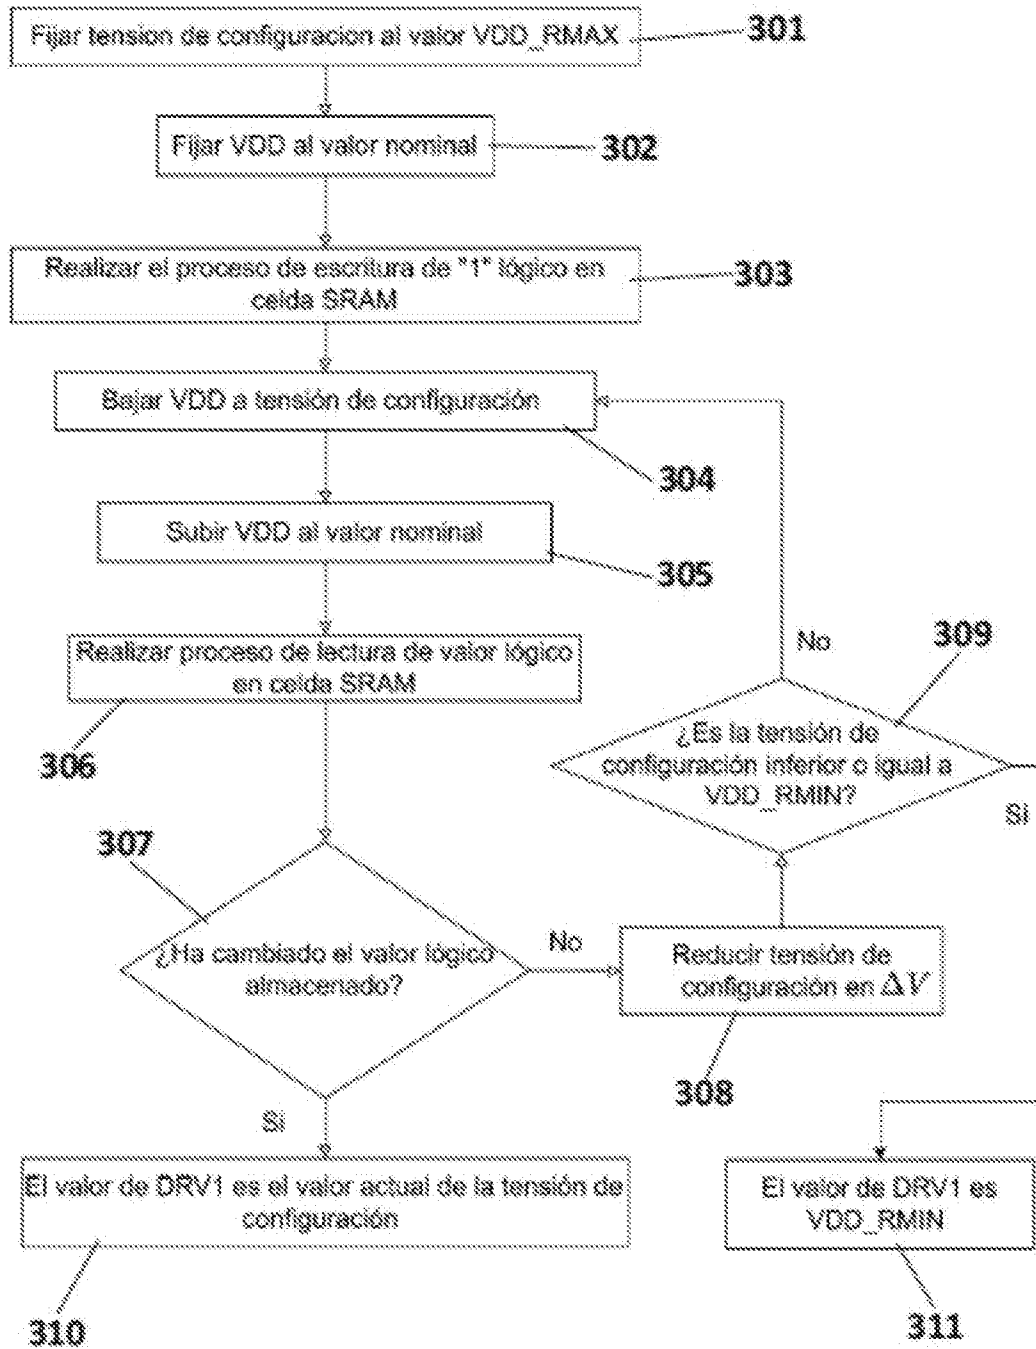 Fijar tension de configuracion al valor VDD_RMAX
301
Fijar VDD al valor nominal
302
Realizar el proceso de escritura de "1" lógico en
celda SRAM
303
Bajar VDD a tensión de configuración
304
Subir VDD al valor nominal
305
Realizar proceso de lectura de valor lógico
en celda SRAM
306
No
309
¿Es la tensión de
configuración inferior o igual a
VDD_RMIN?
Si
307
¿Ha cambiado el valor lógico
almacenado?
No
Reducir tensión de
configuración en ΔV
308
Si
El valor de DRV1 es el valor actual de la tensión de
configuración
310
El valor de DRV1 es
VDD_RMIN
311